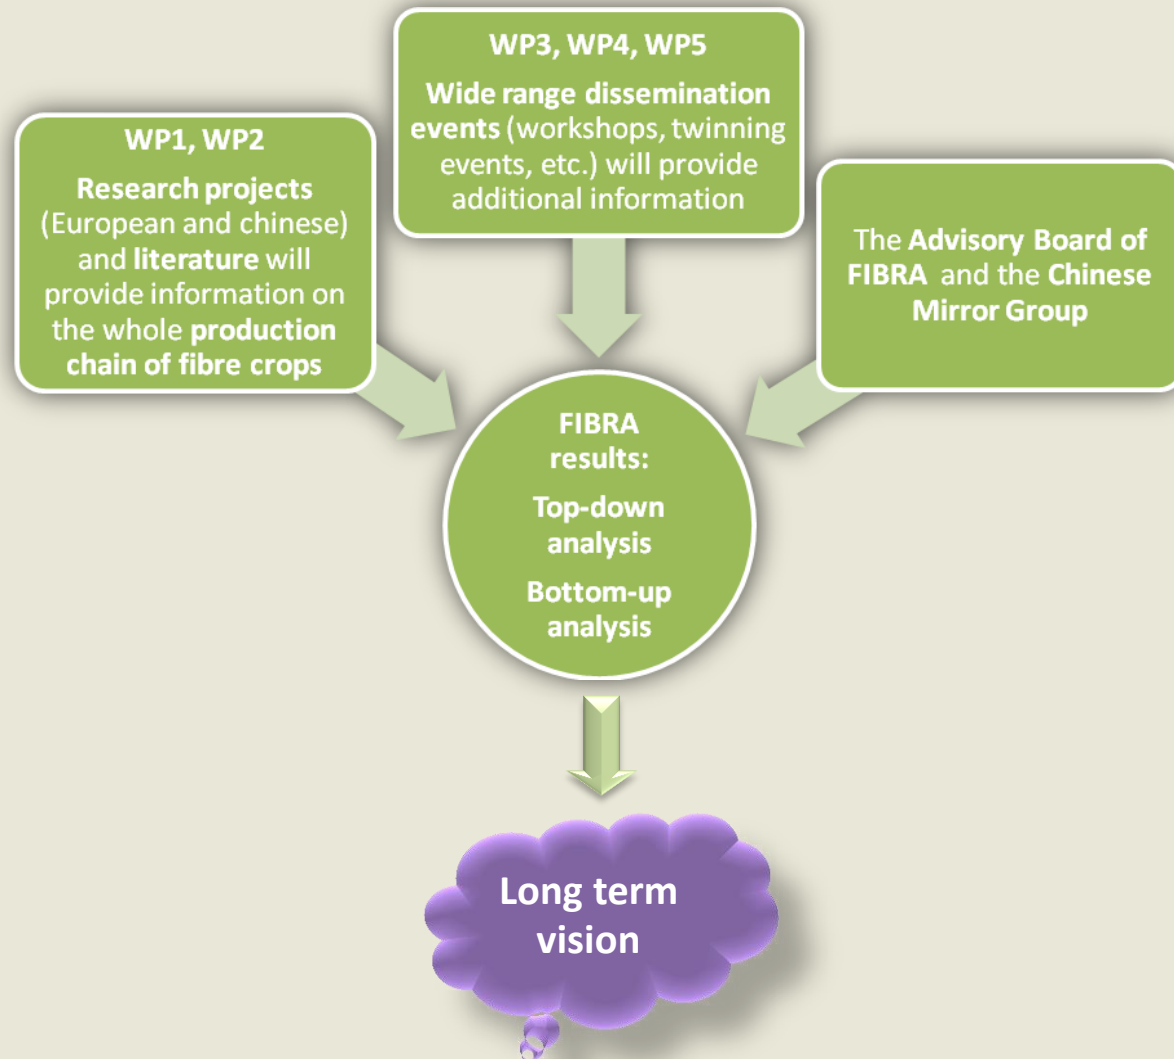 WP1, WP2
Research projects
(European and chinese)
and literature will
provide information on
the whole production
chain of fibre crops
WP3, WP4, WP5
Wide range dissemination
events (workshops, twinning
events, etc.) will provide
additional information
The Advisory Board of
FIBRA and the Chinese
Mirror Group
FIBRA
results:
Top-down
analysis
Bottom-up
analysis
Long term
vision